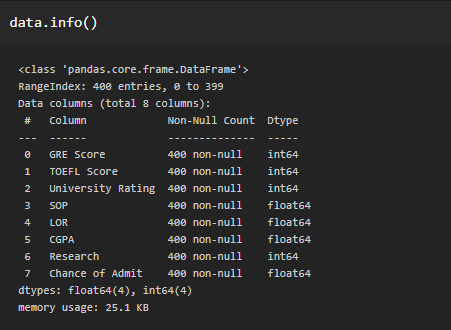 data.info()
<class 'pandas.core.frame.DataFrame'>
RangeIndex: 400 entries, 0 to 399
Data columns (total 8 columns):
 #   Column             Non-Null Count  Dtype
---  ------             --------------  -----
 0   GRE Score          400 non-null    int64
 1   TOEFL Score        400 non-null    int64
 2   University Rating  400 non-null    int64
 3   SOP                400 non-null    float64
 4   LOR                400 non-null    float64
 5   CGPA               400 non-null    float64
 6   Research           400 non-null    int64
 7   Chance of Admit    400 non-null    float64
dtypes: float64(4), int64(4)
memory usage: 25.1 KB